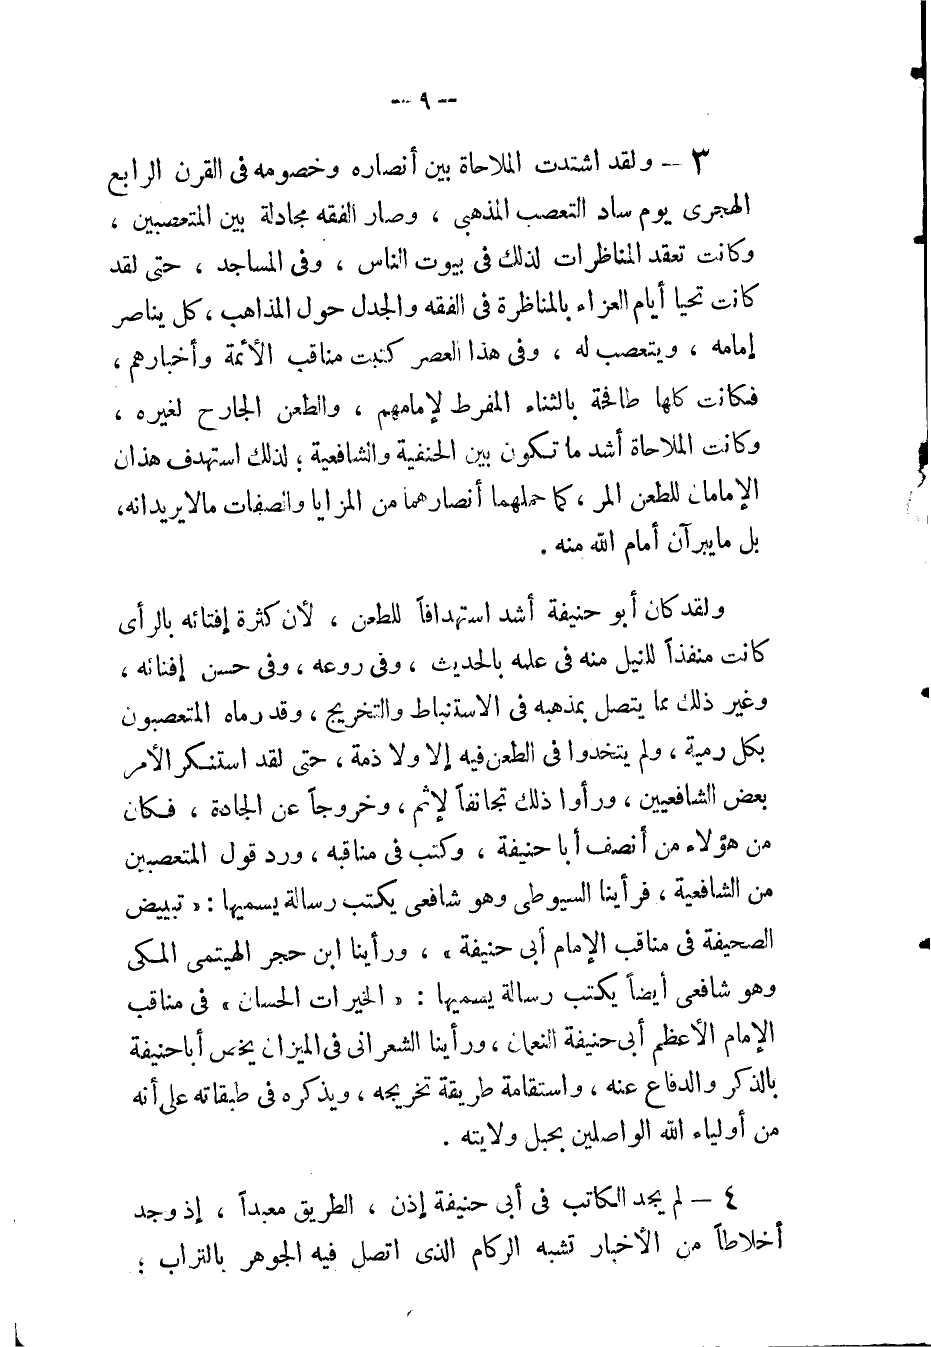 -- ٩ --
٣ — ولقد اشتدت الملاحاة بين أنصاره وخصومه فى القرن الرابع
الهجرى يوم ساد التعصب المذهبى ، وصار الفقه مجادلة بين المتعصبين ،
وكانت تعقد المناظرات لذلك فى بيوت الناس ، وفى المساجد ، حتى لقد
كانت تحيا أيام العزاء بالمناظرة فى الفقه والجدل حول المذاهب ، كل يناصر
إمامه ، ويتعصب له ، وفى هذا العصر كتبت مناقب الأئمة وأخبارهم ،
فكانت كلها طافحة بالثناء المفرط لإمامهم ، والطعن الجارح لغيره ،
وكانت الملاحاة أشد ما تكون بين الحنفية والشافعية ؛ لذلك استهدف هذان
الإمامان للطعن المر ، كما حملهما أنصارهما من المزايا والصفات مالايريدانه،
بل مايبرآن أمام الله منه .
ولقد كان أبو حنيفة أشد استهدافاً للطعن ، لأن كثرة إفتائه بالرأى
كانت منفذاً للنيل منه فى علمه بالحديث ، وفى روعه ، وفى حسن إفتائه ،
وغير ذلك مما يتصل بمذهبه فى الاستنباط والتخريج ، وقد رماه المتعصبون
بكل رمية ، ولم يتخدوا فى الطعن فيه إلا ولا ذمة ، حتى لقد استنكر الأمر
بعض الشافعيين ، ورأوا ذلك تجانفاً لإثم ، وخروجاً عن الجادة ، فكان
من هؤلاء من أنصف أبا حنيفة ، وكتب فى مناقبه ، ورد قول المتعصبين
من الشافعية ، فرأينا السيوطى وهو شافعى يكتب رسالة يسميها : « تبييض
الصحيفة فى مناقب الإمام أبى حنيفة » ، ورأينا ابن حجر الهيتمى المكى
وهو شافعى أيضاً يكتب رسالة يسميها : « الخيرات الحسان » فى مناقب
الإمام الأعظم أبى حنيفة النعمان ، ورأينا الشعرانى فى الميزان يخص أباحنيفة
بالذكر والدفاع عنه ، واستقامة طريقة تخريجه ، ويذكره فى طبقاته على أنه
من أولياء الله الواصلين بحبل ولايته .
٤ — لم يجد الكاتب فى أبى حنيفة إذن ، الطريق معبداً ، إذ وجد
أخلاطاً من الأخبار تشبه الركام الذى اتصل فيه الجوهر بالتراب ؛